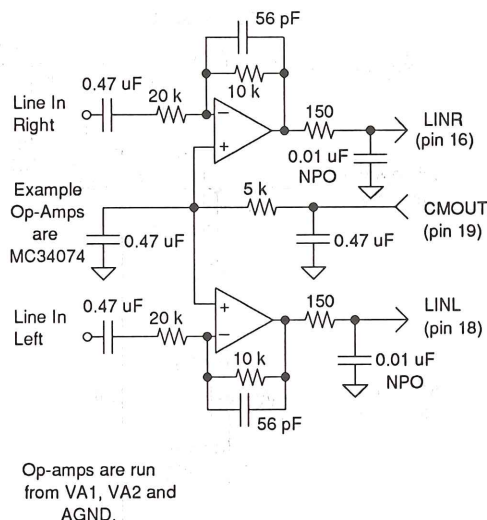 56 pF
0.47 uF
20 k
10 k
Line In
Right
150
LINR
(pin 16)
0.01 uF
NPO
Example
Op-Amps
are
MC34074
5 k
CMOUT
(pin 19)
0.47 uF
0.47 uF
0.47 uF
20 k
150
Line In
Left
LINL
(pin 18)
10 k
0.01 uF
NPO
56 pF
Op-amps are run
from VA1, VA2 and
AGND.